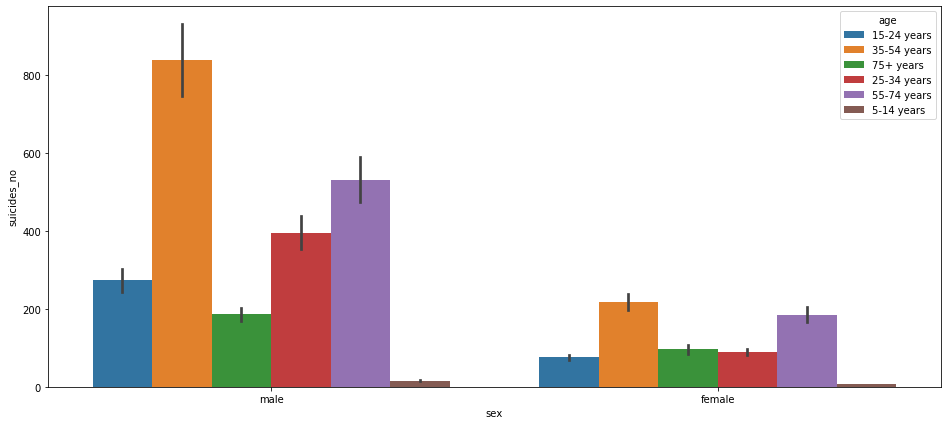 age
15-24 years
35-54 years
75+ years
25-34 years
55-74 years
5-14 years
suicides_no
800
600
400
200
0
male
female
sex